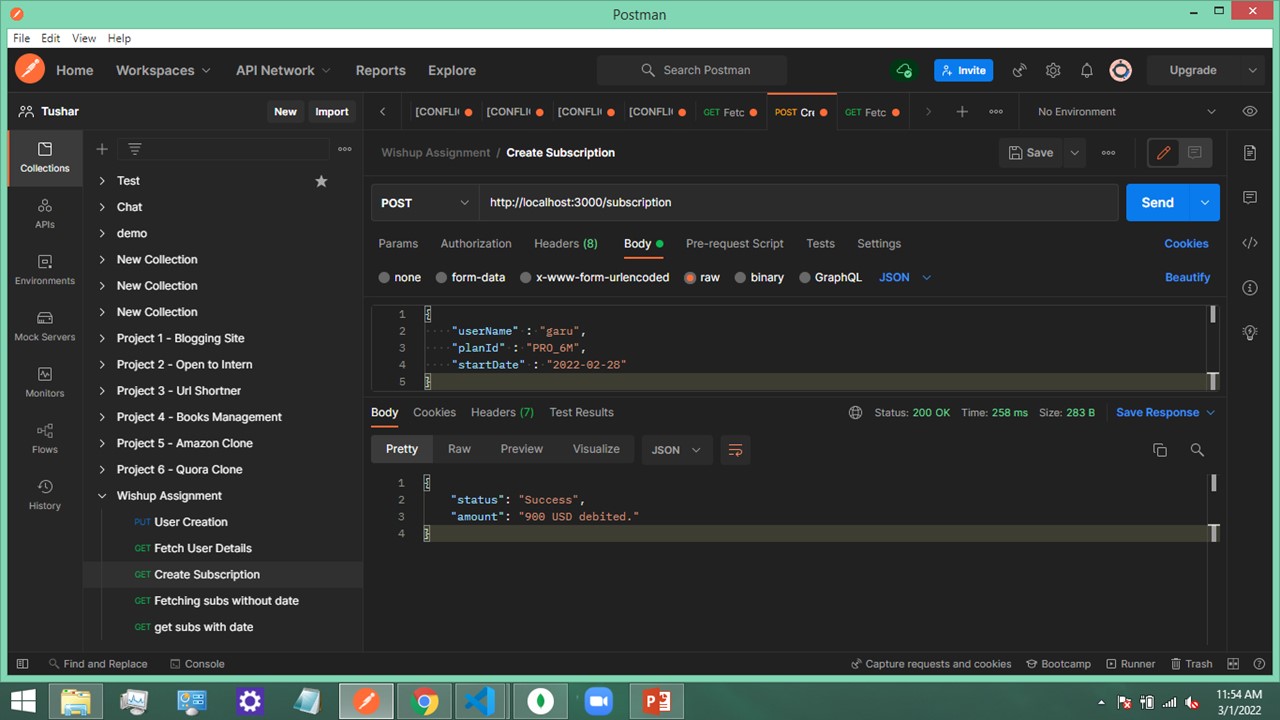 Postman
File Edit View Help
Home Workspaces API Network Reports Explore Search Postman Invite Upgrade
Tushar New Import [CONFLI( [CONFLI( [CONFLI( [CONFLI( GET Fetc POST Cr GET Fetc No Environment
Collections
APIs
Environments
Mock Servers
Monitors
Flows
History
Test
Chat
demo
New Collection
New Collection
New Collection
Project 1 - Blogging Site
Project 2 - Open to Intern
Project 3 - Url Shortner
Project 4 - Books Management
Project 5 - Amazon Clone
Project 6 - Quora Clone
Wishup Assignment
PUT User Creation
GET Fetch User Details
GET Create Subscription
GET Fetching subs without date
GET get subs with date
Wishup Assignment / Create Subscription Save
POST http://localhost:3000/subscription Send
Params Authorization Headers (8) Body Pre-request Script Tests Settings Cookies
none form-data x-www-form-urlencoded raw binary GraphQL JSON Beautify
1 {
2 "userName" : "garu",
3 "planId" : "PRO_6M",
4 "startDate" : "2022-02-28"
5 }
Body Cookies Headers (7) Test Results Status: 200 OK Time: 258 ms Size: 283 B Save Response
Pretty Raw Preview Visualize JSON
1 {
2 "status": "Success",
3 "amount": "900 USD debited."
4 }
Find and Replace Console Capture requests and cookies Bootcamp Runner Trash
11:54 AM
3/1/2022